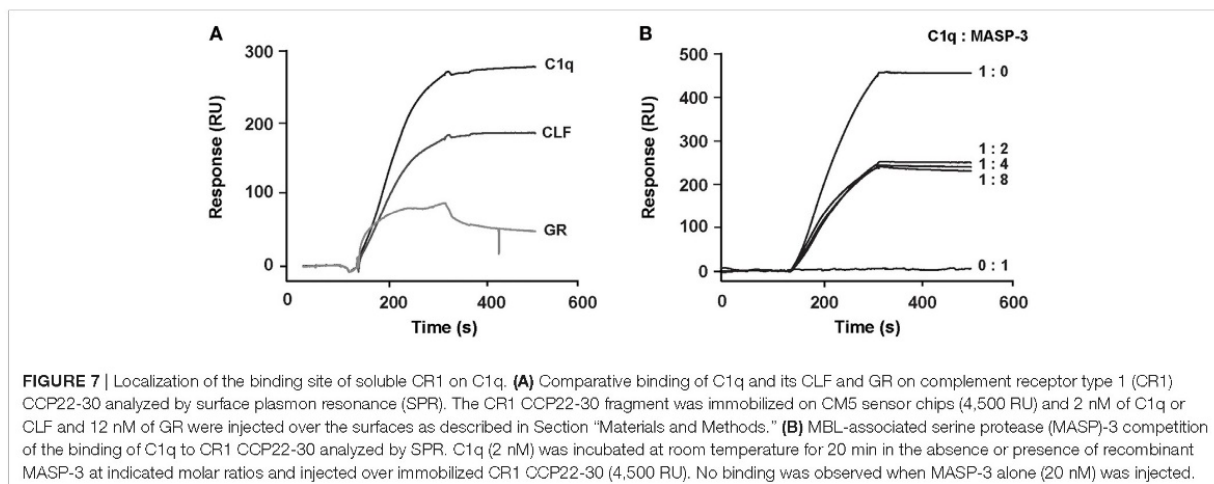 A
300
200
100
0
Response (RU)
C1q
CLF
GR
0
200
400
600
Time (s)
B
C1q : MASP-3
500
400
300
200
100
0
Response (RU)
1 : 0
1 : 2
1 : 4
1 : 8
0 : 1
0
200
400
600
Time (s)
FIGURE 7 | Localization of the binding site of soluble CR1 on C1q. (A) Comparative binding of C1q and its CLF and GR on complement receptor type 1 (CR1)
CCP22-30 analyzed by surface plasmon resonance (SPR). The CR1 CCP22-30 fragment was immobilized on CM5 sensor chips (4,500 RU) and 2 nM of C1q or
CLF and 12 nM of GR were injected over the surfaces as described in Section “Materials and Methods.” (B) MBL-associated serine protease (MASP)-3 competition
of the binding of C1q to CR1 CCP22-30 analyzed by SPR. C1q (2 nM) was incubated at room temperature for 20 min in the absence or presence of recombinant
MASP-3 at indicated molar ratios and injected over immobilized CR1 CCP22-30 (4,500 RU). No binding was observed when MASP-3 alone (20 nM) was injected.